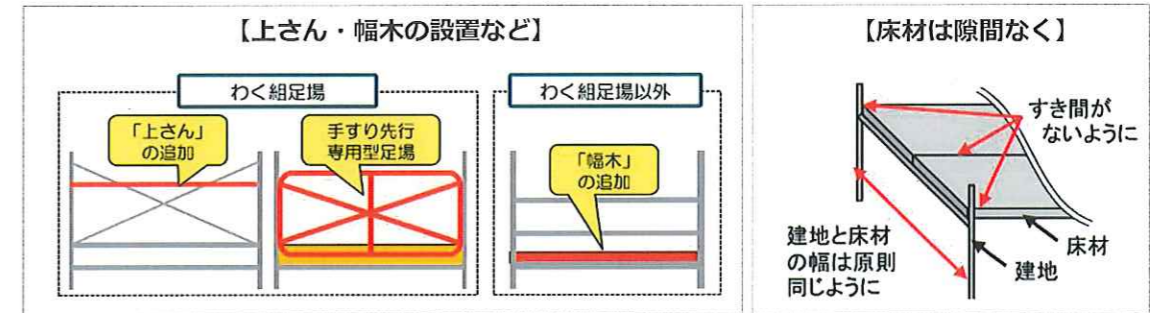 【上さん・幅木の設置など】
わく組足場
「上さん」
の追加
手すり先行
専用型足場
わく組足場以外
「幅木」
の追加
【床材は隙間なく】
すき間が
ないように
建地と床材
の幅は原則
同じように
床材
建地